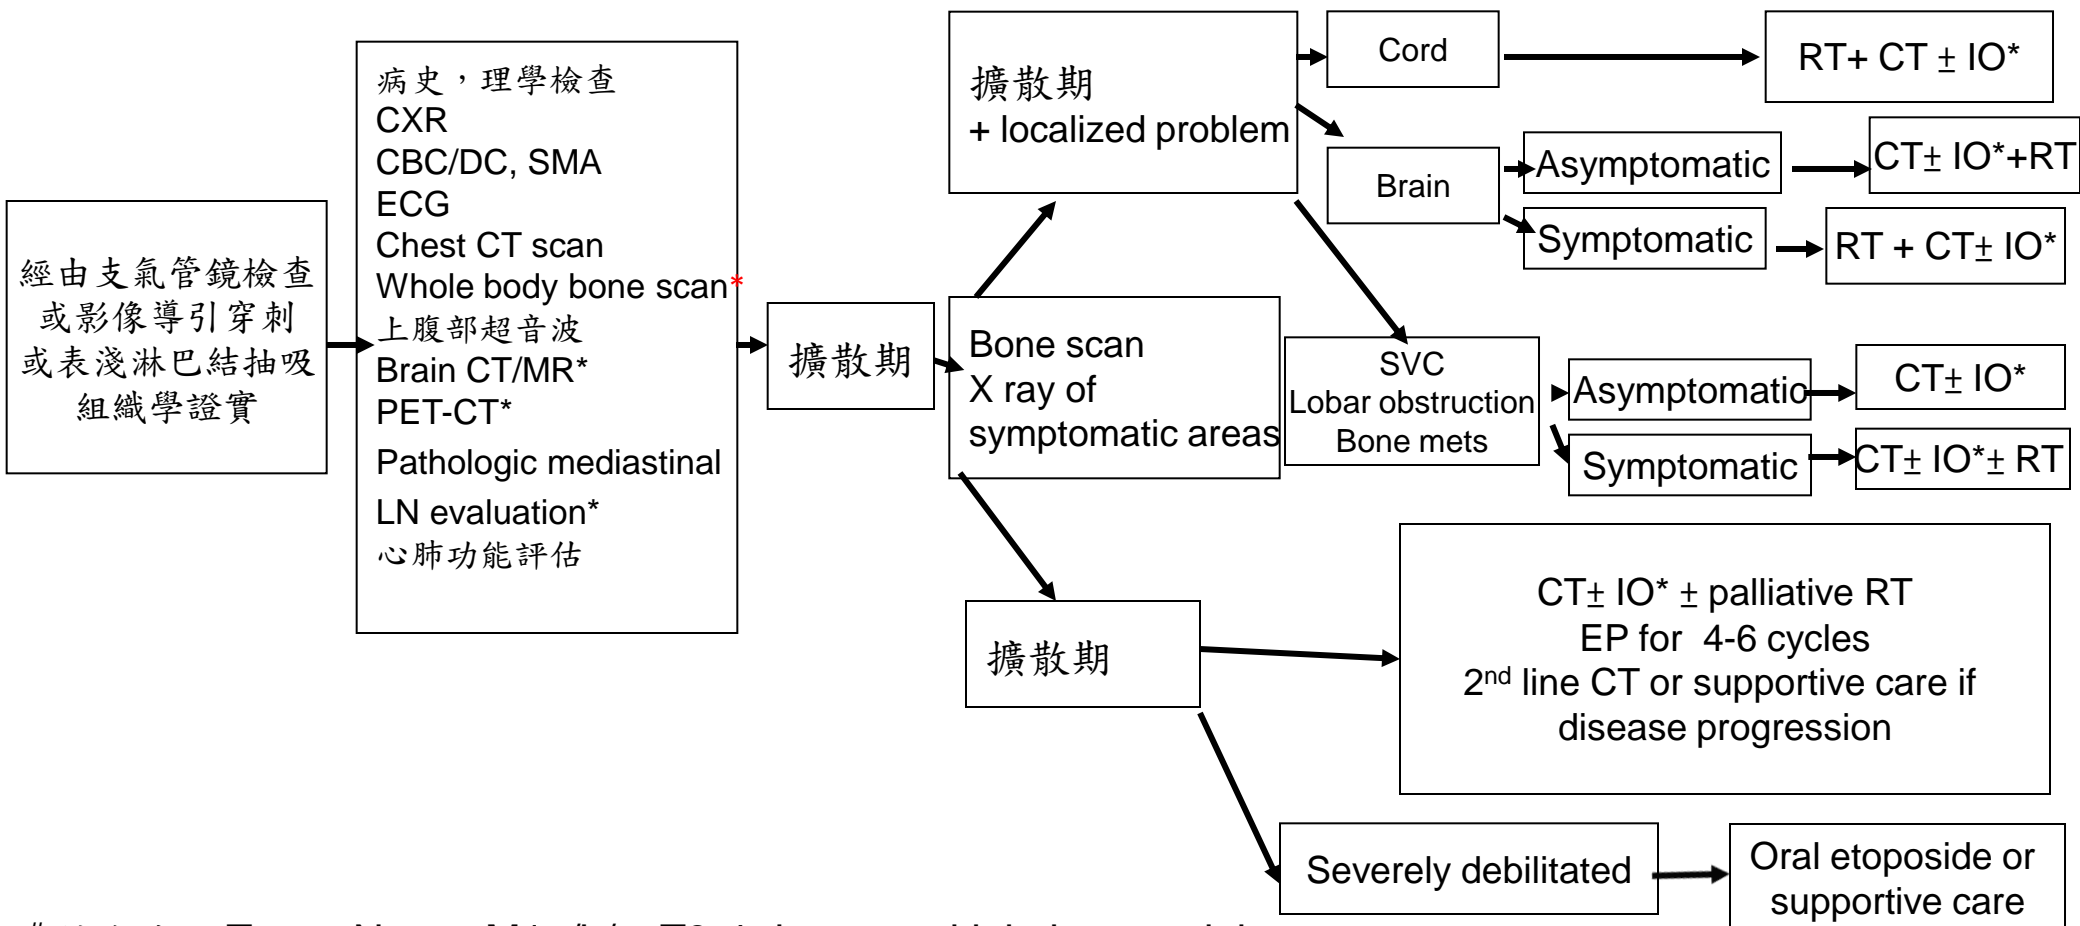 經由支氣管鏡檢查
或影像導引穿刺
或表淺淋巴結抽吸
組織學證實
病史，理學檢查
CXR
CBC/DC, SMA
ECG
Chest CT scan
Whole body bone scan*
上腹部超音波
Brain CT/MR*
PET-CT*
Pathologic mediastinal
LN evaluation*
心肺功能評估
擴散期
擴散期
+ localized problem
Bone scan
X ray of
symptomatic areas
擴散期
Cord
RT+ CT ± IO*
Brain
Asymptomatic
CT± IO*+RT
Symptomatic
RT + CT± IO*
SVC
Lobar obstruction
Bone mets
Asymptomatic
CT± IO*
Symptomatic
CT± IO*± RT
CT± IO* ± palliative RT
EP for 4-6 cycles
2nd line CT or supportive care if
disease progression
Severely debilitated
Oral etoposide or
supportive care